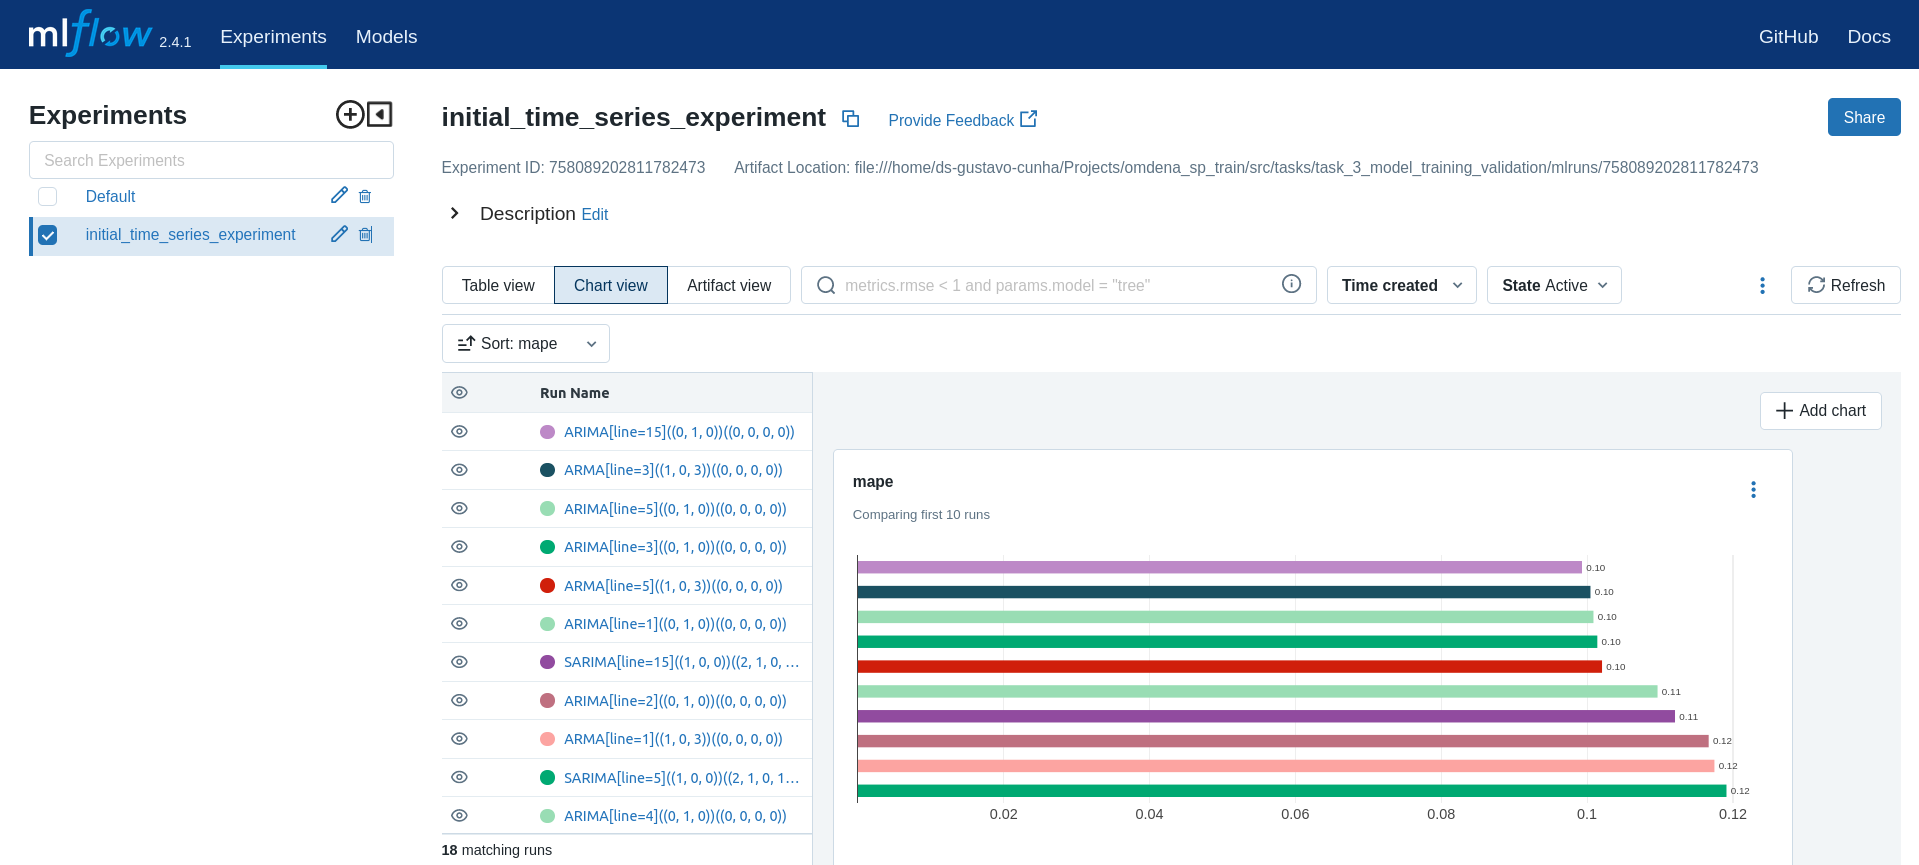 mlflow 2.4.1 Experiments Models GitHub Docs
Experiments
Search Experiments
Default
initial_time_series_experiment
initial_time_series_experiment Provide Feedback Share
Experiment ID: 758089202811782473 Artifact Location: file:///home/ds-gustavo-cunha/Projects/omdena_sp_train/src/tasks/task_3_model_training_validation/mlruns/758089202811782473
Description Edit
Table view Chart view Artifact view metrics.rmse < 1 and params.model = "tree" Time created State Active Refresh
Sort: mape
Run Name
ARIMA[line=15]((0, 1, 0))((0, 0, 0, 0))
ARMA[line=3]((1, 0, 3))((0, 0, 0, 0))
ARIMA[line=5]((0, 1, 0))((0, 0, 0, 0))
ARIMA[line=3]((0, 1, 0))((0, 0, 0, 0))
ARMA[line=5]((1, 0, 3))((0, 0, 0, 0))
ARIMA[line=1]((0, 1, 0))((0, 0, 0, 0))
SARIMA[line=15]((1, 0, 0))((2, 1, 0, …
ARIMA[line=2]((0, 1, 0))((0, 0, 0, 0))
ARMA[line=1]((1, 0, 3))((0, 0, 0, 0))
SARIMA[line=5]((1, 0, 0))((2, 1, 0, 1…
ARIMA[line=4]((0, 1, 0))((0, 0, 0, 0))
18 matching runs
Add chart
mape
Comparing first 10 runs
0.10
0.10
0.10
0.10
0.10
0.11
0.11
0.12
0.12
0.12
0.02 0.04 0.06 0.08 0.1 0.12